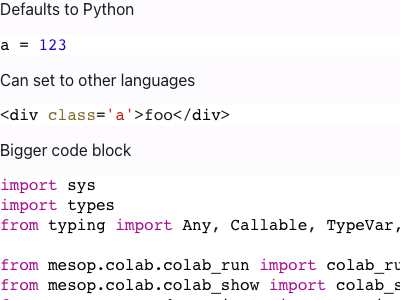 Defaults to Python
a = 123
Can set to other languages
<div class='a'>foo</div>
Bigger code block
import sys
import types
from typing import Any, Callable, TypeVar,
from mesop.colab.colab_run import colab_ru
from mesop.colab.colab_show import colab_s